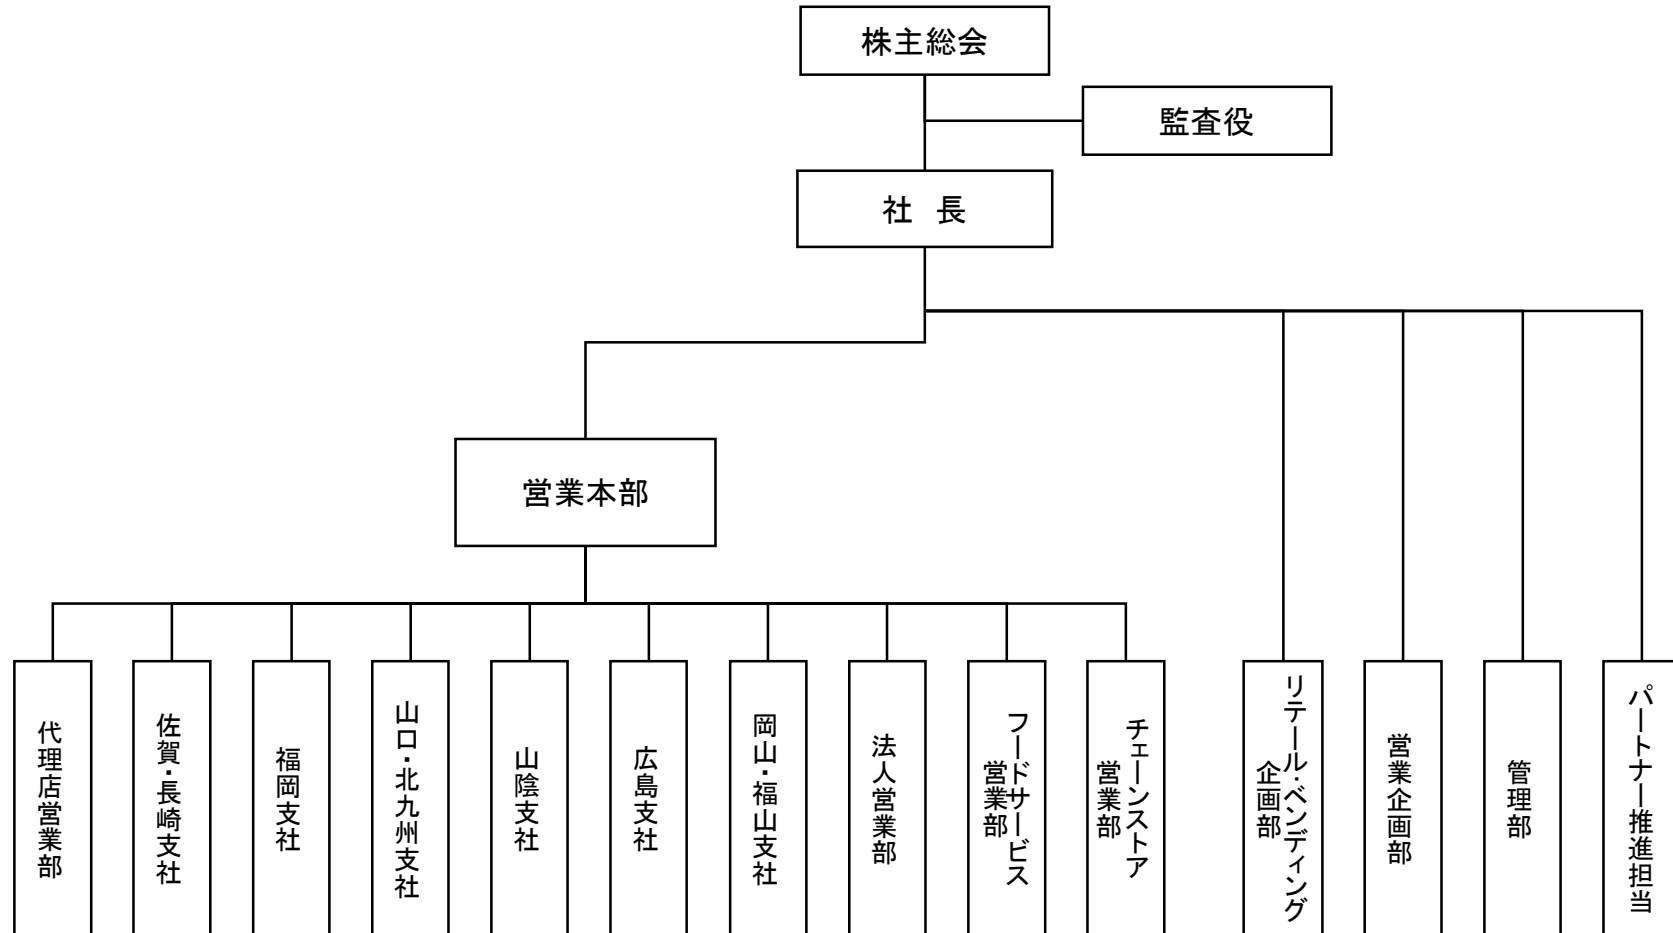 株主総会
監査役
社 長
営業本部
代理店営業部
佐賀・長崎支社
福岡支社
山口・北九州支社
山陰支社
広島支社
岡山・福山支社
法人営業部
フードサービス
営業部
チェーンストア
営業部
リテール・ベンディング
企画部
営業企画部
管理部
パートナー推進担当